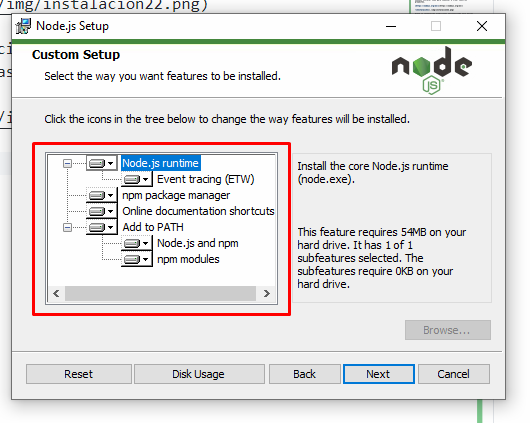 /img/instalacion22.png)
Node.js Setup
Custom Setup
Select the way you want features to be installed.
node
JS
Click the icons in the tree below to change the way features will be installed.
Node.js runtime
Event tracing (ETW)
npm package manager
Online documentation shortcuts
Add to PATH
Node.js and npm
npm modules
Install the core Node.js runtime
(node.exe).
This feature requires 54MB on your
hard drive. It has 1 of 1
subfeatures selected. The
subfeatures require 0KB on your
hard drive.
Browse...
Reset
Disk Usage
Back
Next
Cancel